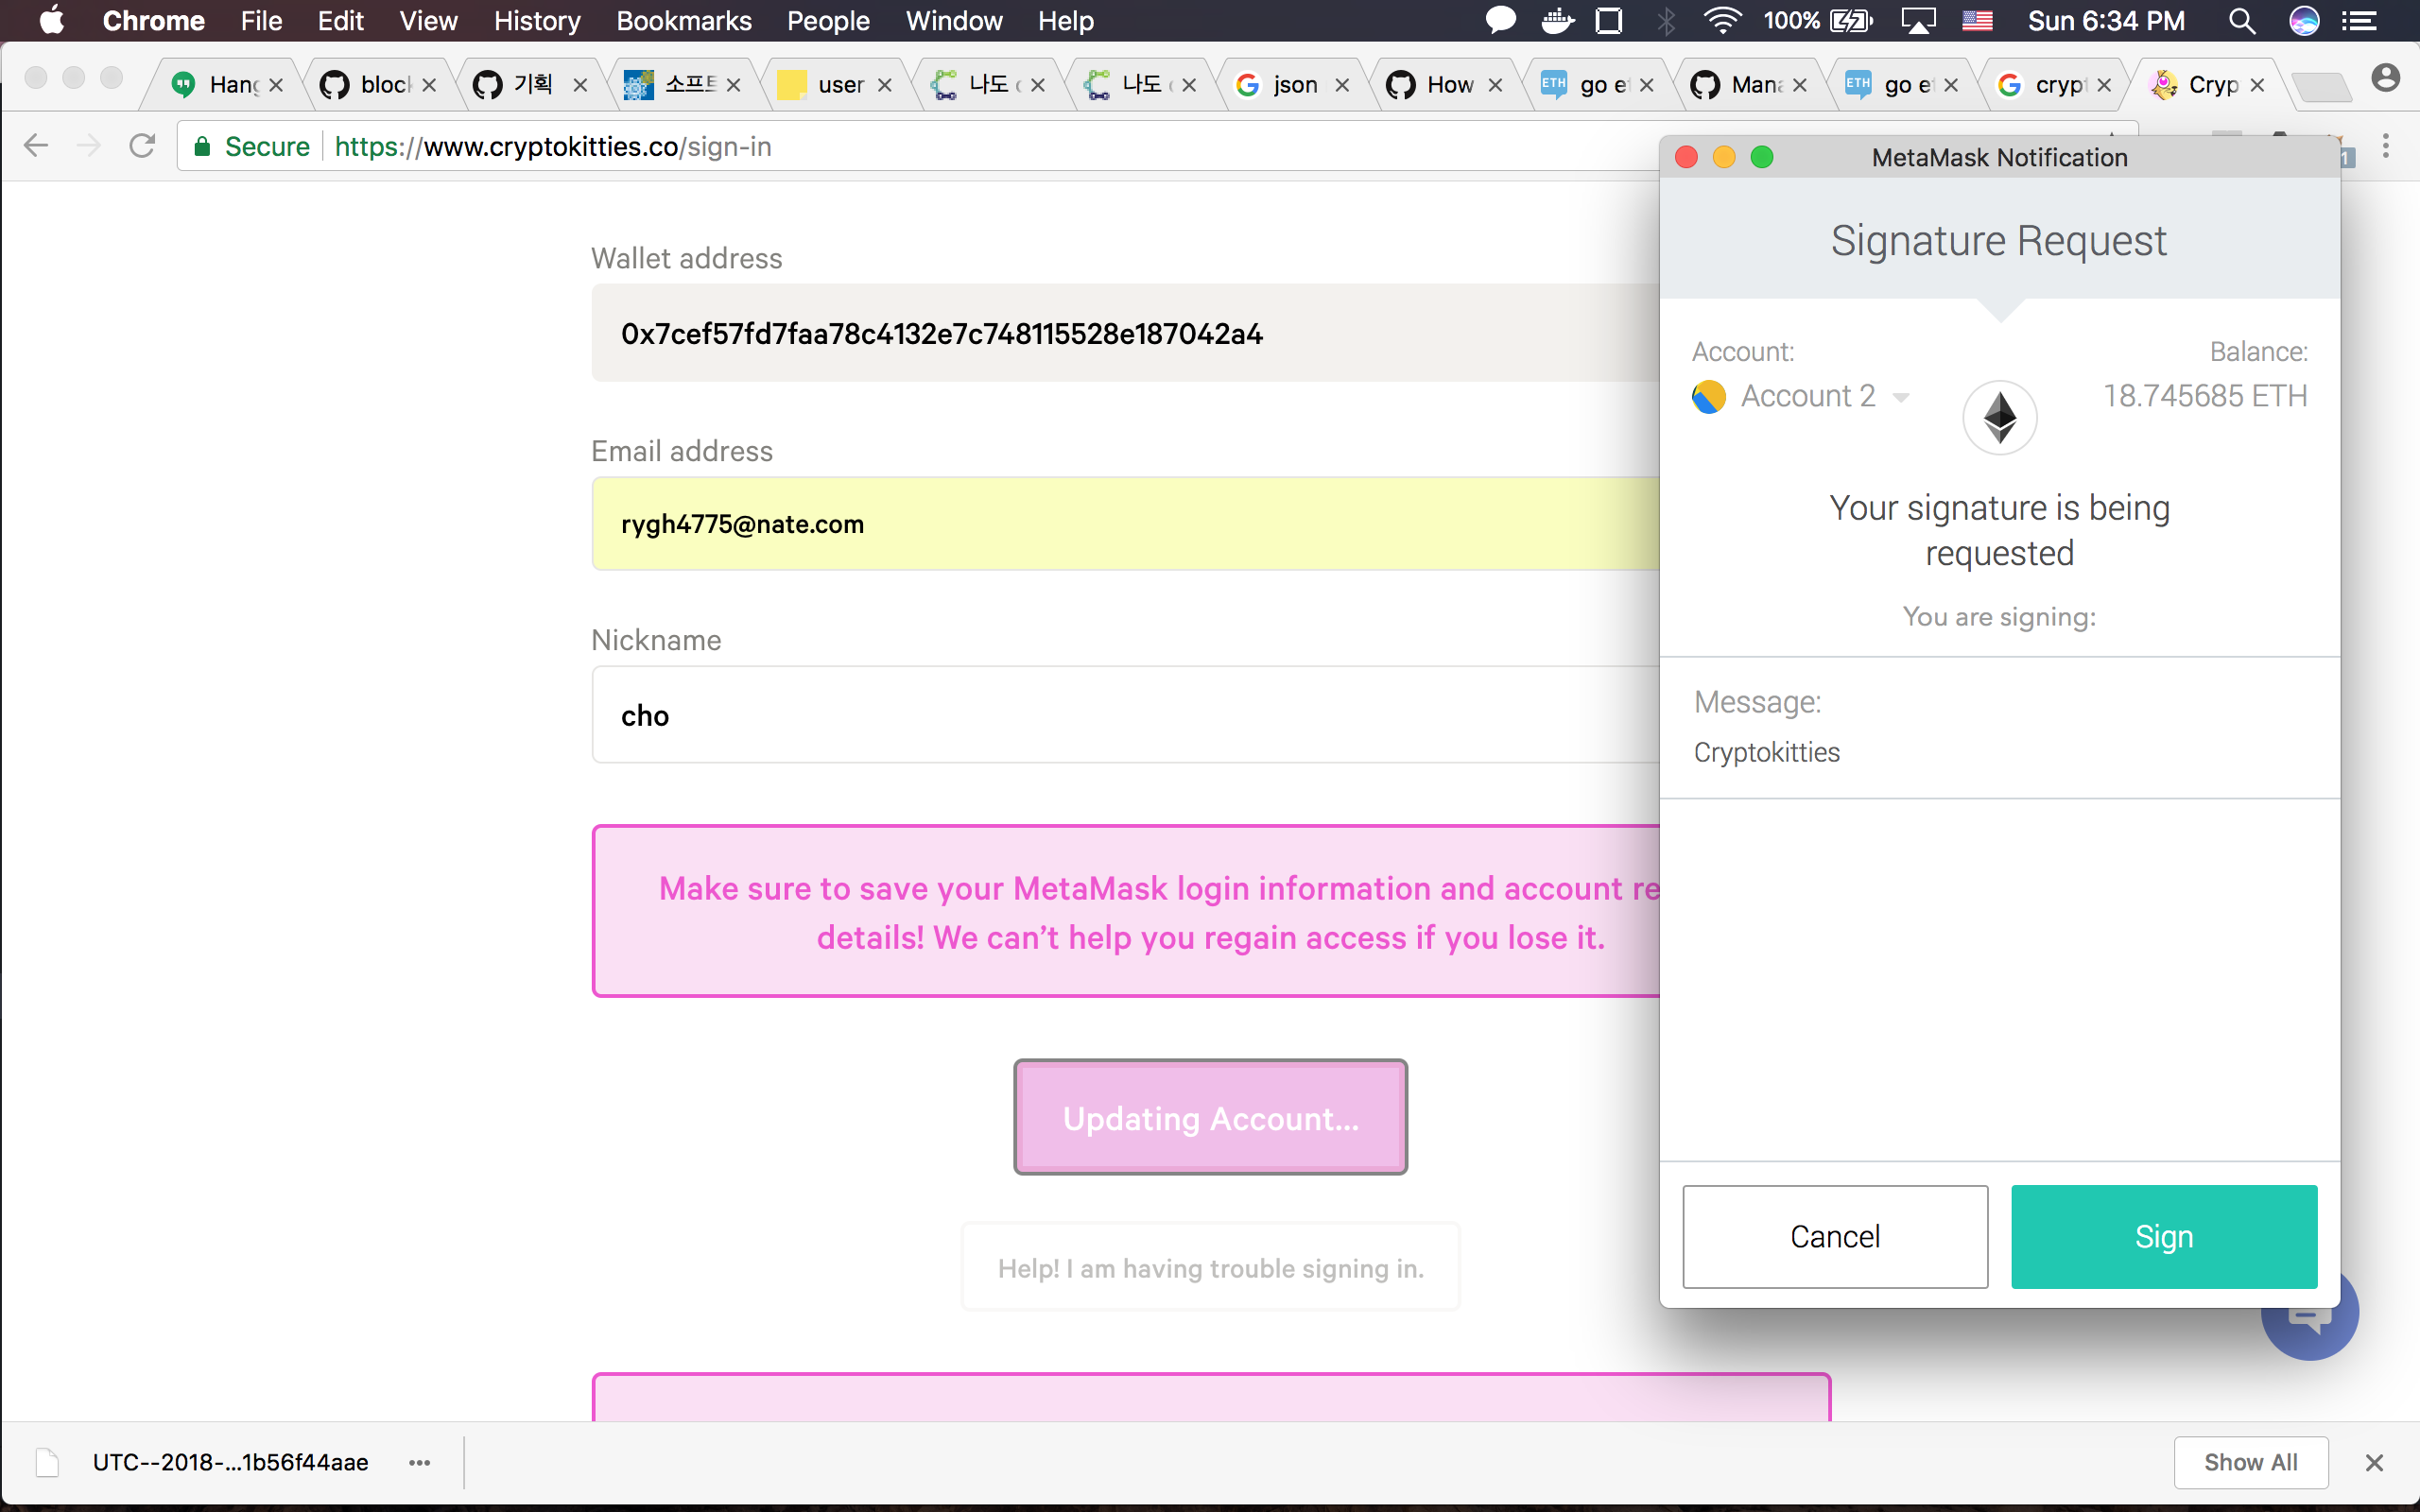 Chrome File Edit View History Bookmarks People Window Help 100% Sun 6:34 PM
Hang block 기획 소프트 user 나도 나도 json How go et Mana go et crypt Cryp
Secure https://www.cryptokitties.co/sign-in
Wallet address
0x7cef57fd7faa78c4132e7c748115528e187042a4
Email address
rygh4775@nate.com
Nickname
cho
Make sure to save your MetaMask login information and account re
details! We can't help you regain access if you lose it.
Updating Account...
Help! I am having trouble signing in.
MetaMask Notification
1
Signature Request
Account: Balance:
Account 2 18.745685 ETH
Your signature is being
requested
You are signing:
Message:
Cryptokitties
Cancel Sign
UTC--2018-...1b56f44aae
Show All